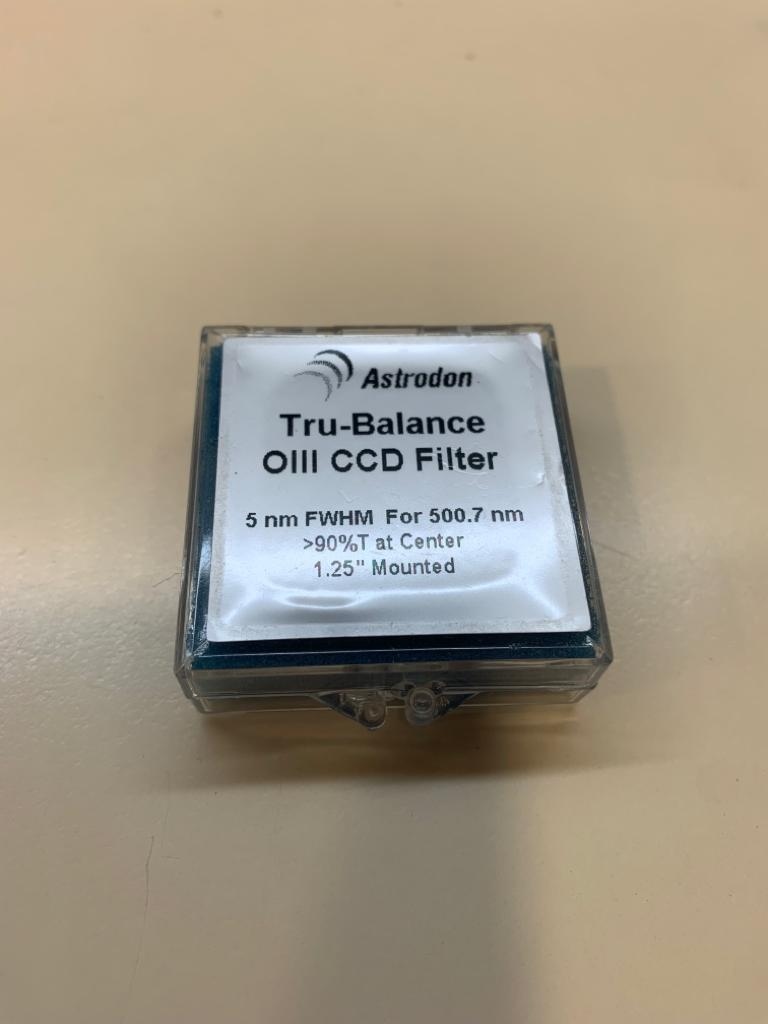 Astrodon
Tru-Balance
OIII CCD Filter
5 nm FWHM For 500.7 nm
>90%T at Center
1.25" Mounted